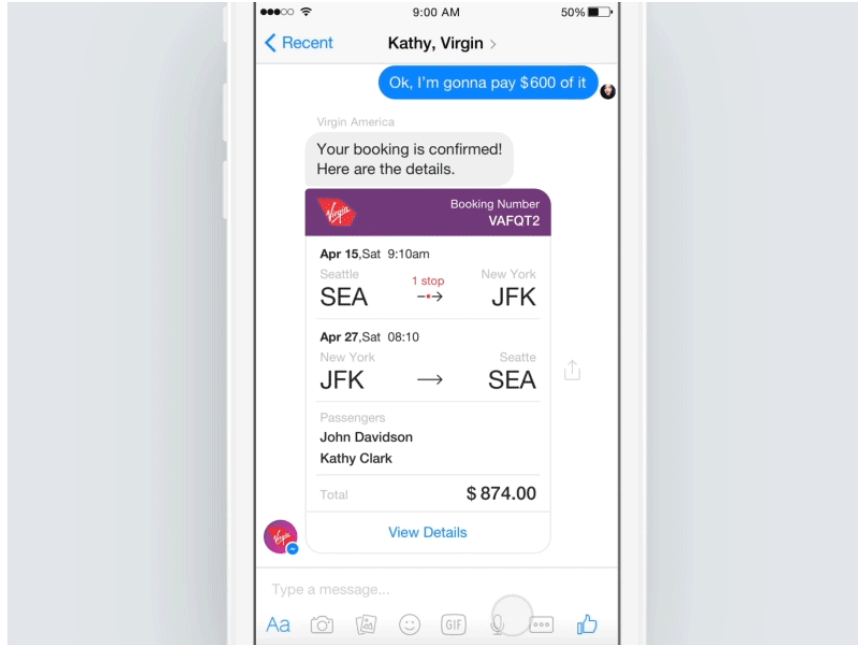 9:00 AM
50%
Recent
Kathy, Virgin
Ok, I'm gonna pay $600 of it
Virgin America
Your booking is confirmed!
Here are the details.
Virgin
Booking Number
VAFQT2
Apr 15,Sat 9:10am
Seattle
1 stop
New York
SEA
JFK
Apr 27,Sat 08:10
New York
Seatte
JFK
SEA
Passengers
John Davidson
Kathy Clark
Total
$ 874.00
Virgin
View Details
Type a message...
Aa
GIF